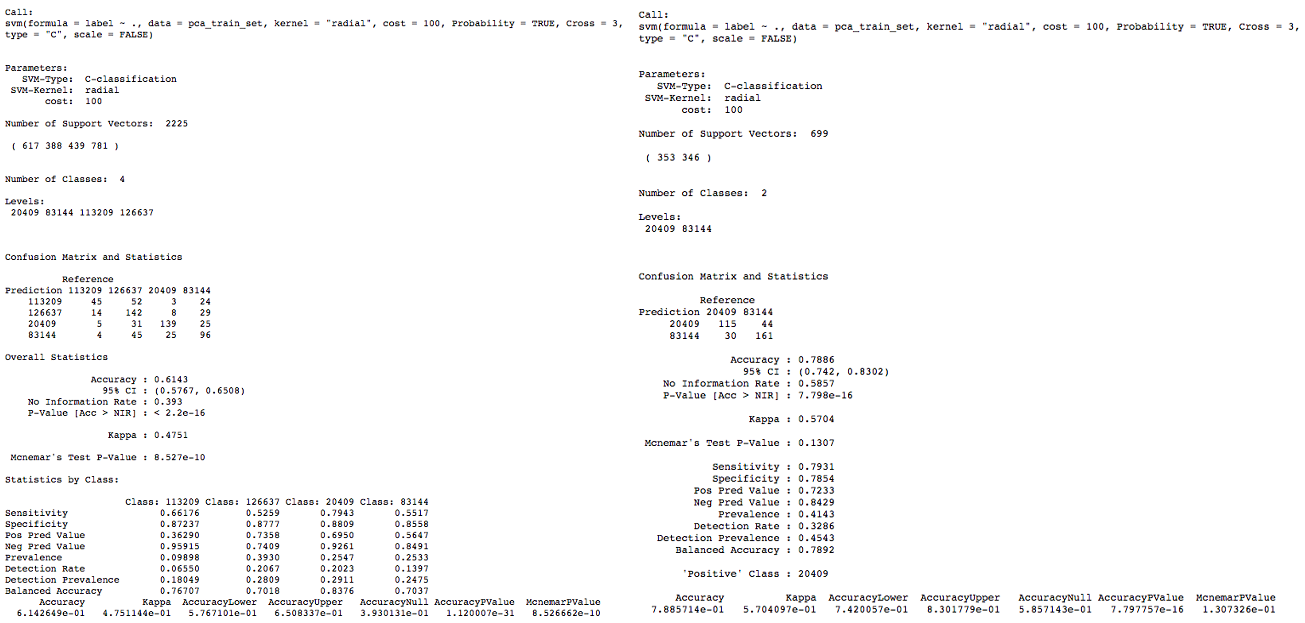 Call:
svm(formula = label ~ ., data = pca_train_set, kernel = "radial", cost = 100, Probability = TRUE, Cross = 3,
type = "C", scale = FALSE)
Parameters:
SVM-Type: C-classification
SVM-Kernel: radial
cost: 100
Number of Support Vectors: 2225
( 617 388 439 781 )
Number of Classes: 4
Levels:
20409 83144 113209 126637
Confusion Matrix and Statistics
Reference
Prediction 113209 126637 20409 83144
113209 45 52 3 24
126637 14 142 8 29
20409 5 31 139 25
83144 4 45 25 96
Overall Statistics
Accuracy : 0.6143
95% CI : (0.5767, 0.6508)
No Information Rate : 0.393
P-Value [Acc > NIR] : < 2.2e-16
Kappa : 0.4751
Mcnemar's Test P-Value : 8.527e-10
Statistics by Class:
Class: 113209 Class: 126637 Class: 20409 Class: 83144
Sensitivity 0.66176 0.5259 0.7943 0.5517
Specificity 0.87237 0.8777 0.8809 0.8558
Pos Pred Value 0.36290 0.7358 0.6950 0.5647
Neg Pred Value 0.95915 0.7409 0.9261 0.8491
Prevalence 0.09898 0.3930 0.2547 0.2533
Detection Rate 0.06550 0.2067 0.2023 0.1397
Detection Prevalence 0.18049 0.2809 0.2911 0.2475
Balanced Accuracy 0.76707 0.7018 0.8376 0.7037
Accuracy Kappa AccuracyLower AccuracyUpper AccuracyNull AccuracyPValue McnemarPValue
6.142649e-01 4.751144e-01 5.767101e-01 6.508337e-01 3.930131e-01 1.120007e-31 8.526662e-10
Call:
svm(formula = label ~ ., data = pca_train_set, kernel = "radial", cost = 100, Probability = TRUE, Cross = 3,
type = "C", scale = FALSE)
Parameters:
SVM-Type: C-classification
SVM-Kernel: radial
cost: 100
Number of Support Vectors: 699
( 353 346 )
Number of Classes: 2
Levels:
20409 83144
Confusion Matrix and Statistics
Reference
Prediction 20409 83144
20409 115 44
83144 30 161
Accuracy : 0.7886
95% CI : (0.742, 0.8302)
No Information Rate : 0.5857
P-Value [Acc > NIR] : 7.798e-16
Kappa : 0.5704
Mcnemar's Test P-Value : 0.1307
Sensitivity : 0.7931
Specificity : 0.7854
Pos Pred Value : 0.7233
Neg Pred Value : 0.8429
Prevalence : 0.4143
Detection Rate : 0.3286
Detection Prevalence : 0.4543
Balanced Accuracy : 0.7892
'Positive' Class : 20409
Accuracy Kappa AccuracyLower AccuracyUpper AccuracyNull AccuracyPValue McnemarPValue
7.885714e-01 5.704097e-01 7.420057e-01 8.301779e-01 5.857143e-01 7.797757e-16 1.307326e-01